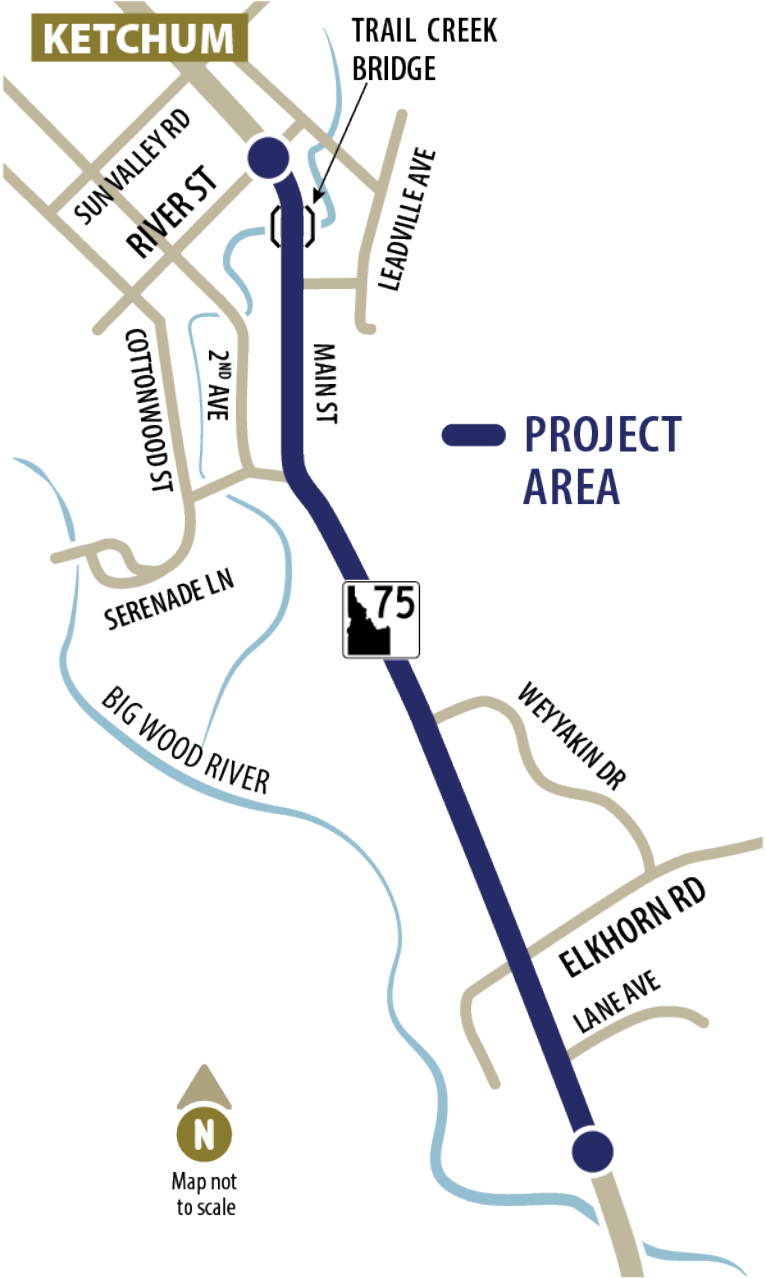 KETCHUM
TRAIL CREEK
BRIDGE
SUN VALLEY RD
RIVER ST
LEADVILLE AVE
COTTONWOOD ST
2ND AVE
MAIN ST
PROJECT
AREA
SERENADE LN
75
BIG WOOD RIVER
WEYYAKIN DR
ELKHORN RD
LANE AVE
N
Map not
to scale